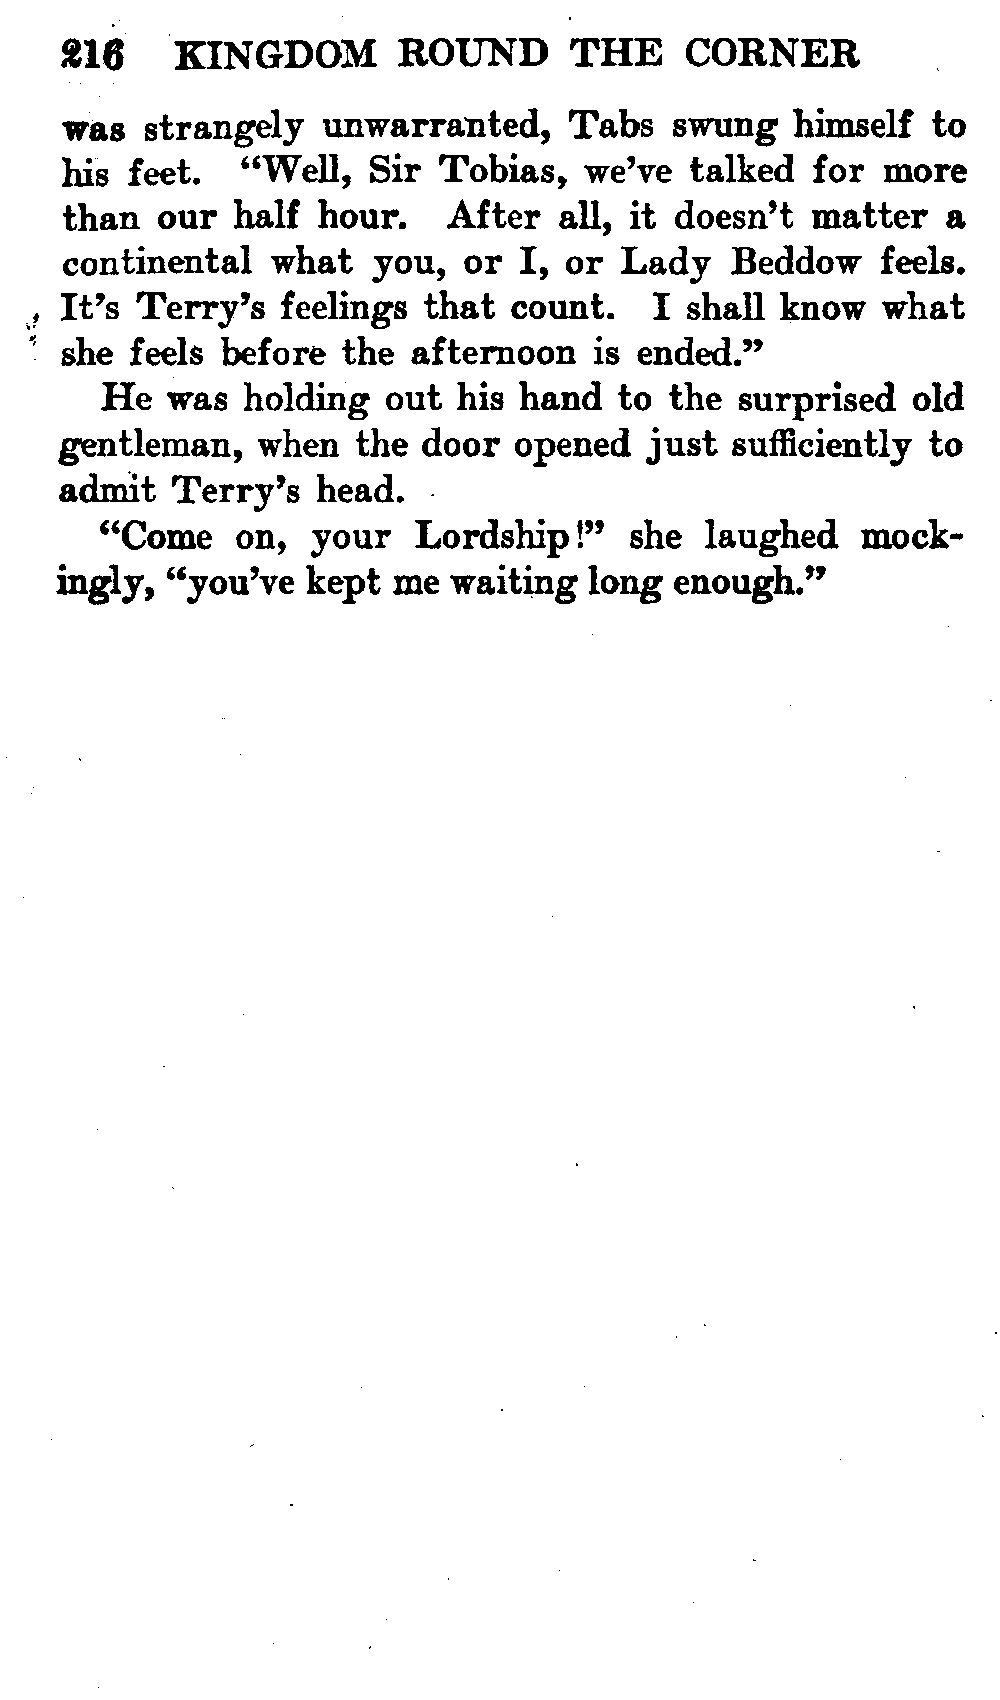 216 KINGDOM ROUND THE CORNER
was strangely unwarranted, Tabs swung himself to
his feet. “Well, Sir Tobias, we’ve talked for more
than our half hour. After all, it doesn’t matter a
continental what you, or I, or Lady Beddow feels.
It’s Terry’s feelings that count. I shall know what
she feels before the afternoon is ended.”
He was holding out his hand to the surprised old
gentleman, when the door opened just sufficiently to
admit Terry’s head.
“Come on, your Lordship!” she laughed mock-
ingly, “you’ve kept me waiting long enough.”